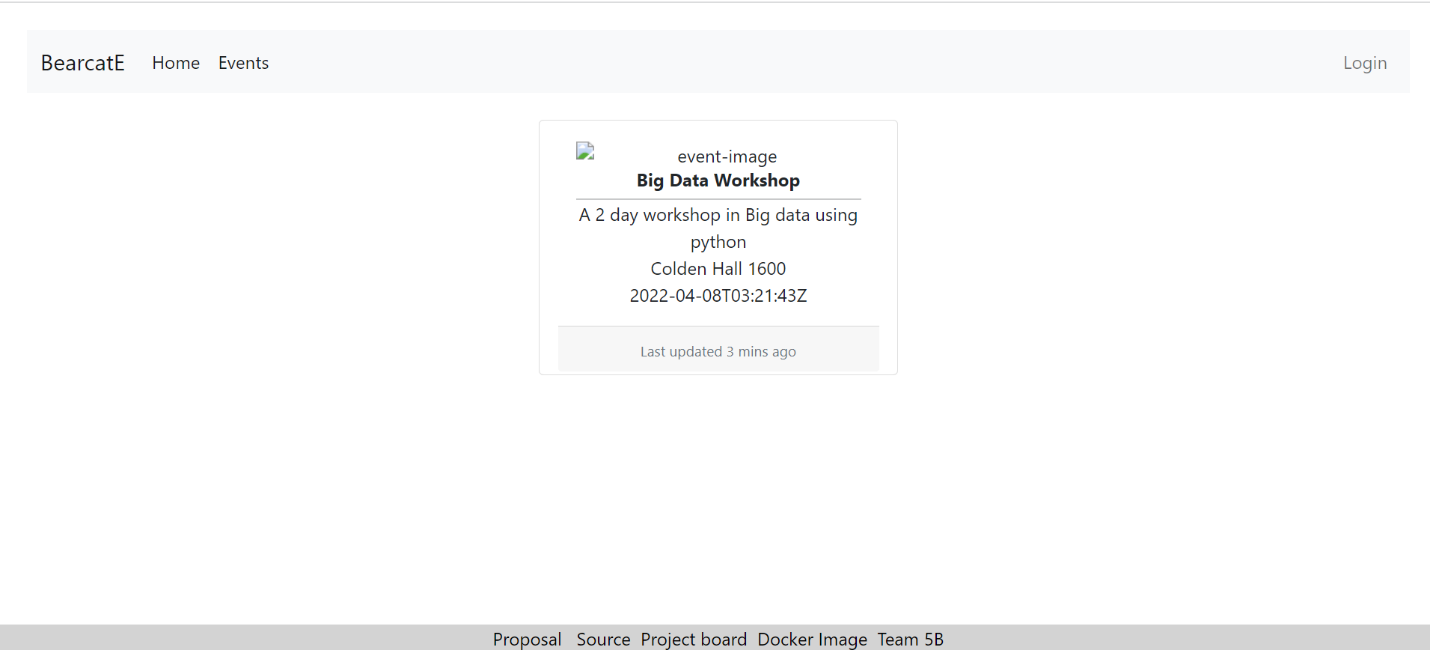 BearcatE Home Events Login
event-image
Big Data Workshop
A 2 day workshop in Big data using
python
Colden Hall 1600
2022-04-08T03:21:43Z
Last updated 3 mins ago
Proposal Source Project board Docker Image Team 5B